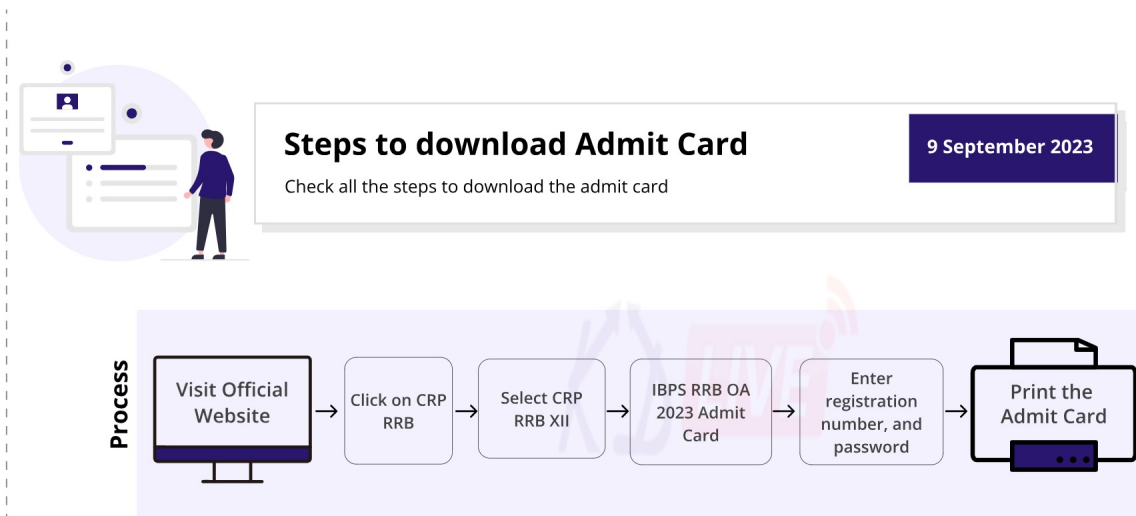 Steps to download Admit Card
9 September 2023
Check all the steps to download the admit card
Process
Visit Official
Website
Click on CRP
RRB
Select CRP
RRB XII
IBPS RRB OA
2023 Admit
Card
Enter
registration
number, and
password
Print the
Admit Card
LIVE